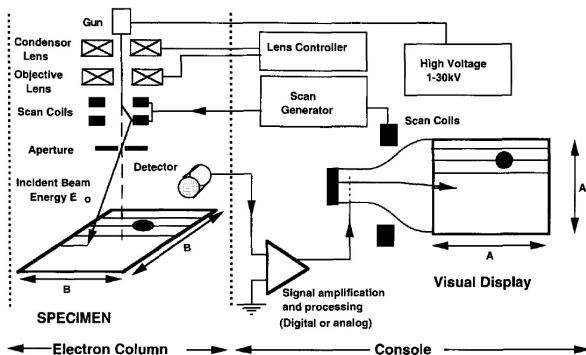 Gun
Condensor
Lens
Objective
Lens
Scan Coils
Aperture
Incident Beam
Energy E o
Detector
B
B
SPECIMEN
Electron Column
Lens Controller
High Voltage
1-30kV
Scan
Generator
Scan Coils
A
A
Visual Display
Signal amplification
and processing
(Digital or analog)
Console